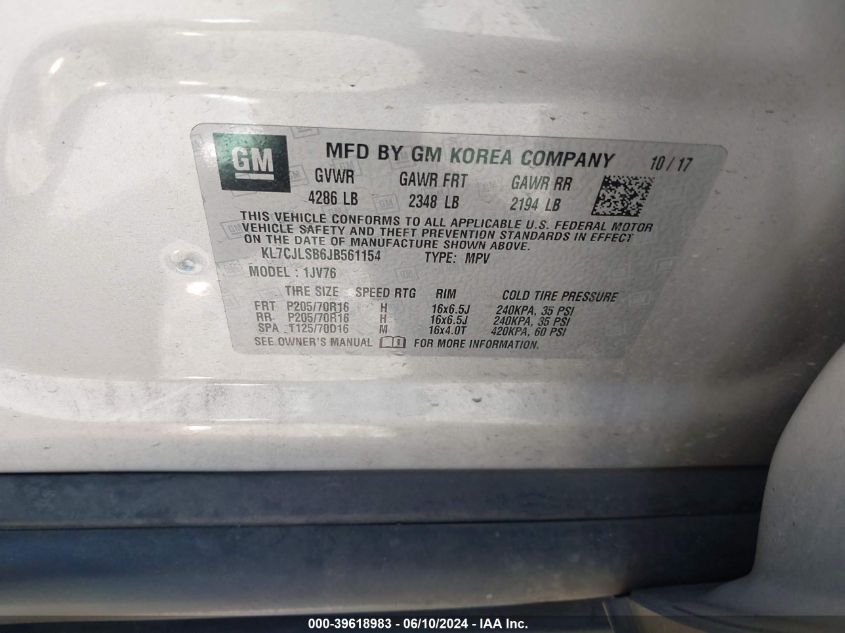 GM MFD BY GM KOREA COMPANY 10 / 17
GVWR GAWR FRT GAWR RR
4286 LB 2348 LB 2194 LB
THIS VEHICLE CONFORMS TO ALL APPLICABLE U.S. FEDERAL MOTOR
VEHICLE SAFETY AND THEFT PREVENTION STANDARDS IN EFFECT
ON THE DATE OF MANUFACTURE SHOWN ABOVE.
KL7CJLSB6JB561154 TYPE: MPV
MODEL : 1JV76
TIRE SIZE SPEED RTG RIM COLD TIRE PRESSURE
FRT P205/70R16 H 16x6.5J 240KPA, 35 PSI
RR P205/70R16 H 16x6.5J 240KPA, 35 PSI
SPA T125/70D16 M 16x4.0T 420KPA, 60 PSI
SEE OWNER'S MANUAL FOR MORE INFORMATION.
000-39618983 - 06/10/2024 - IAA Inc.